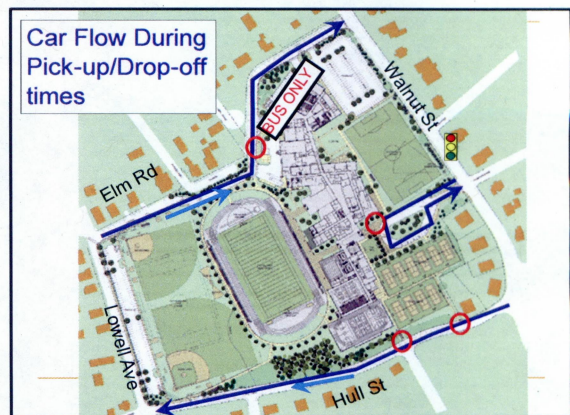 Car Flow During
Pick-up/Drop-off
times
BUS ONLY
Walnut St
Elm Rd
Lowell Ave
Hull St